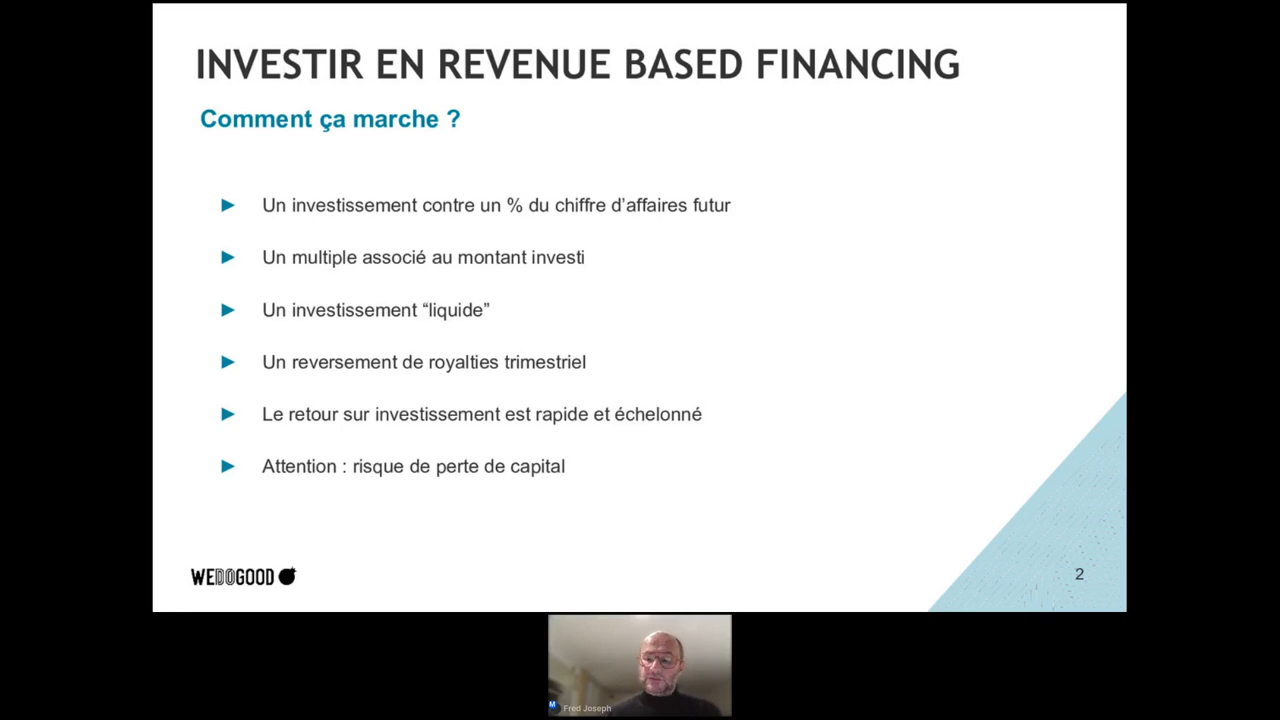 INVESTIR EN REVENUE BASED FINANCING
Comment ça marche ?
► Un investissement contre un % du chiffre d’affaires futur
► Un multiple associé au montant investi
► Un investissement “liquide”
► Un reversement de royalties trimestriel
► Le retour sur investissement est rapide et échelonné
► Attention : risque de perte de capital
WEDOGOOD
2
M Fred Joseph